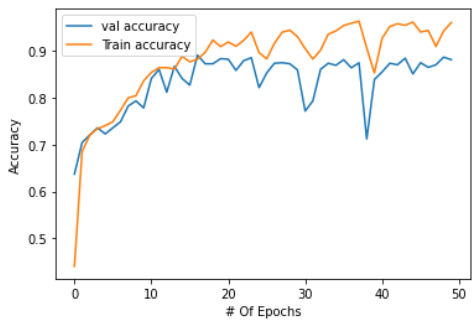 val accuracy
Train accuracy
0.9
0.8
0.7
0.6
0.5
Accuracy
0 10 20 30 40 50
# Of Epochs